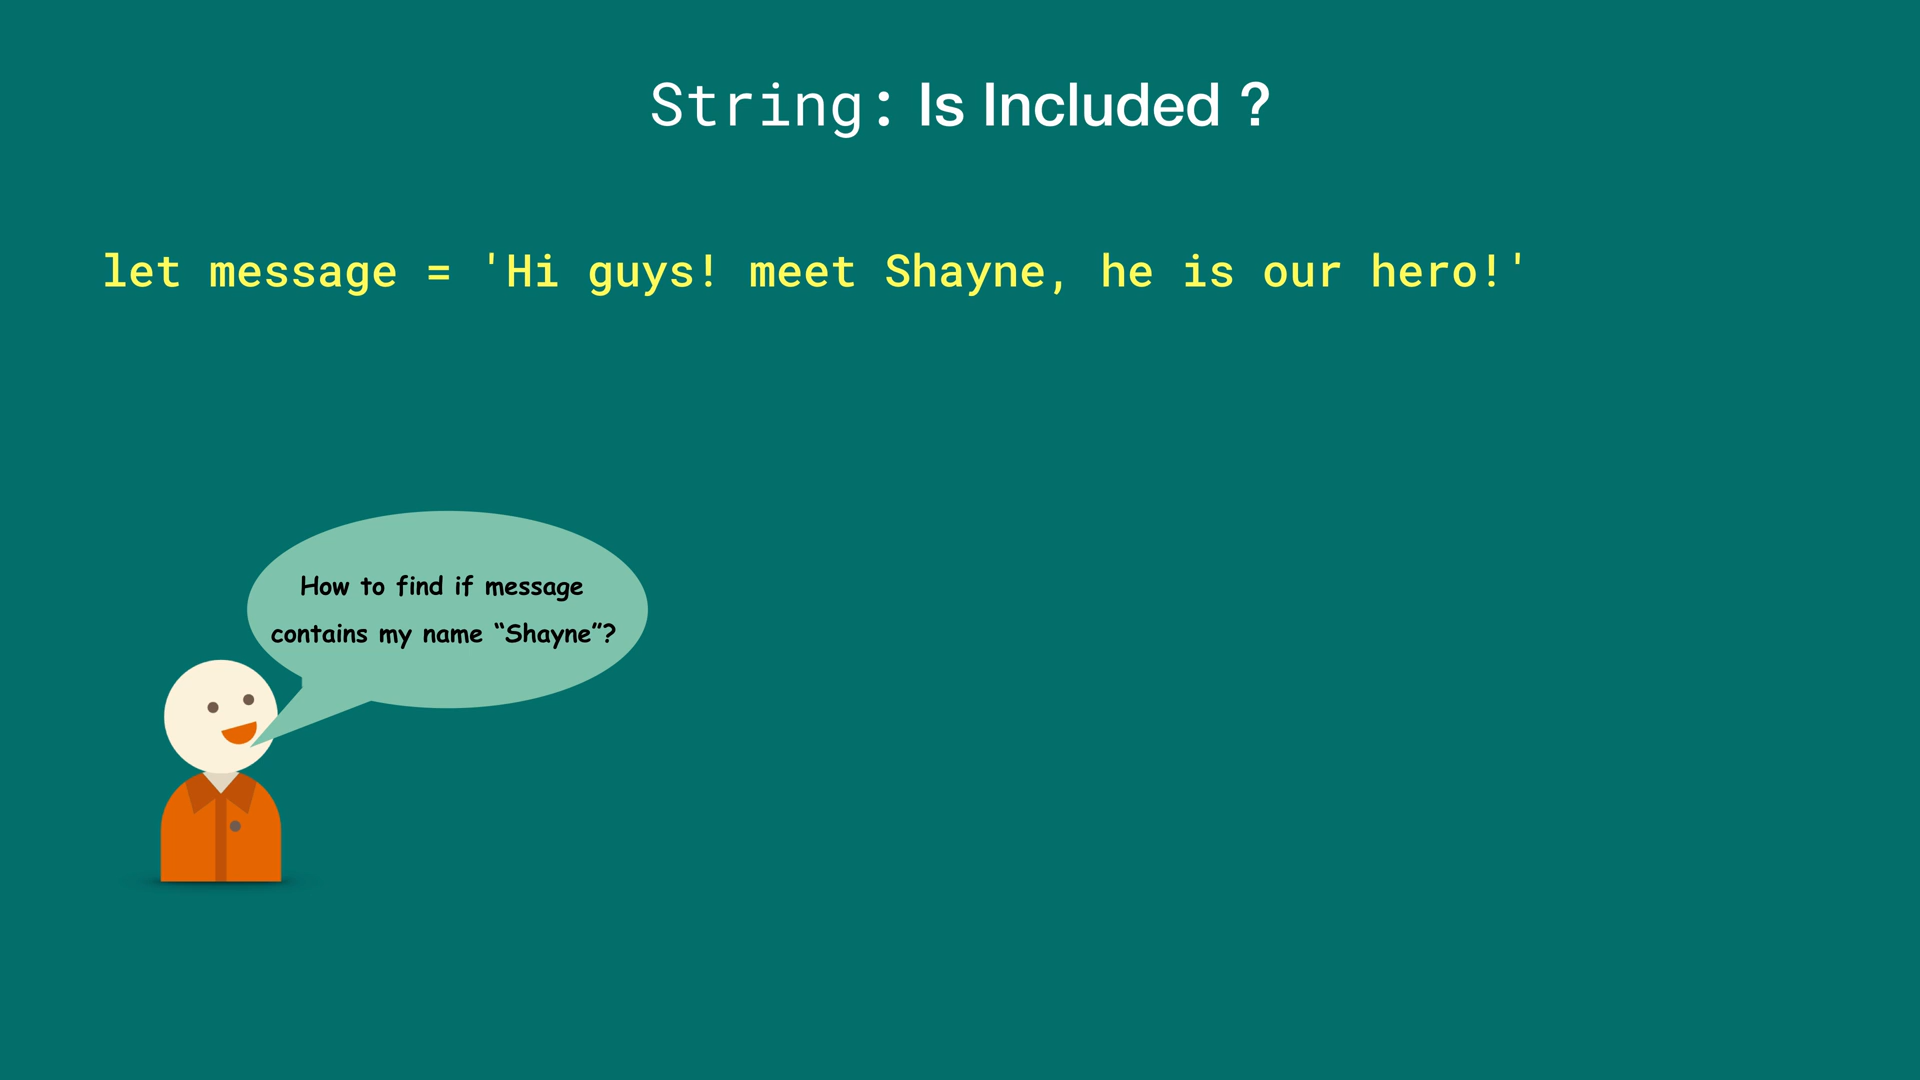 String: Is Included ?
let message = 'Hi guys! meet Shayne, he is our hero!'
How to find if message
contains my name “Shayne”?